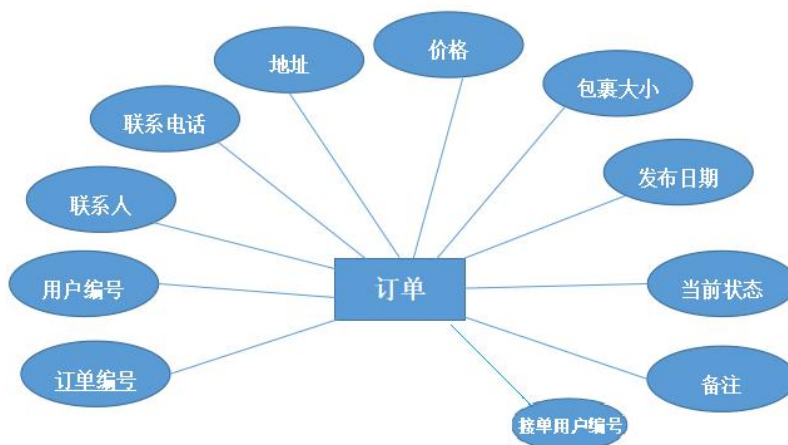 价格
地址
包裹大小
联系电话
发布日期
联系人
订单
用户编号
当前状态
订单编号
备注
接单用户编号